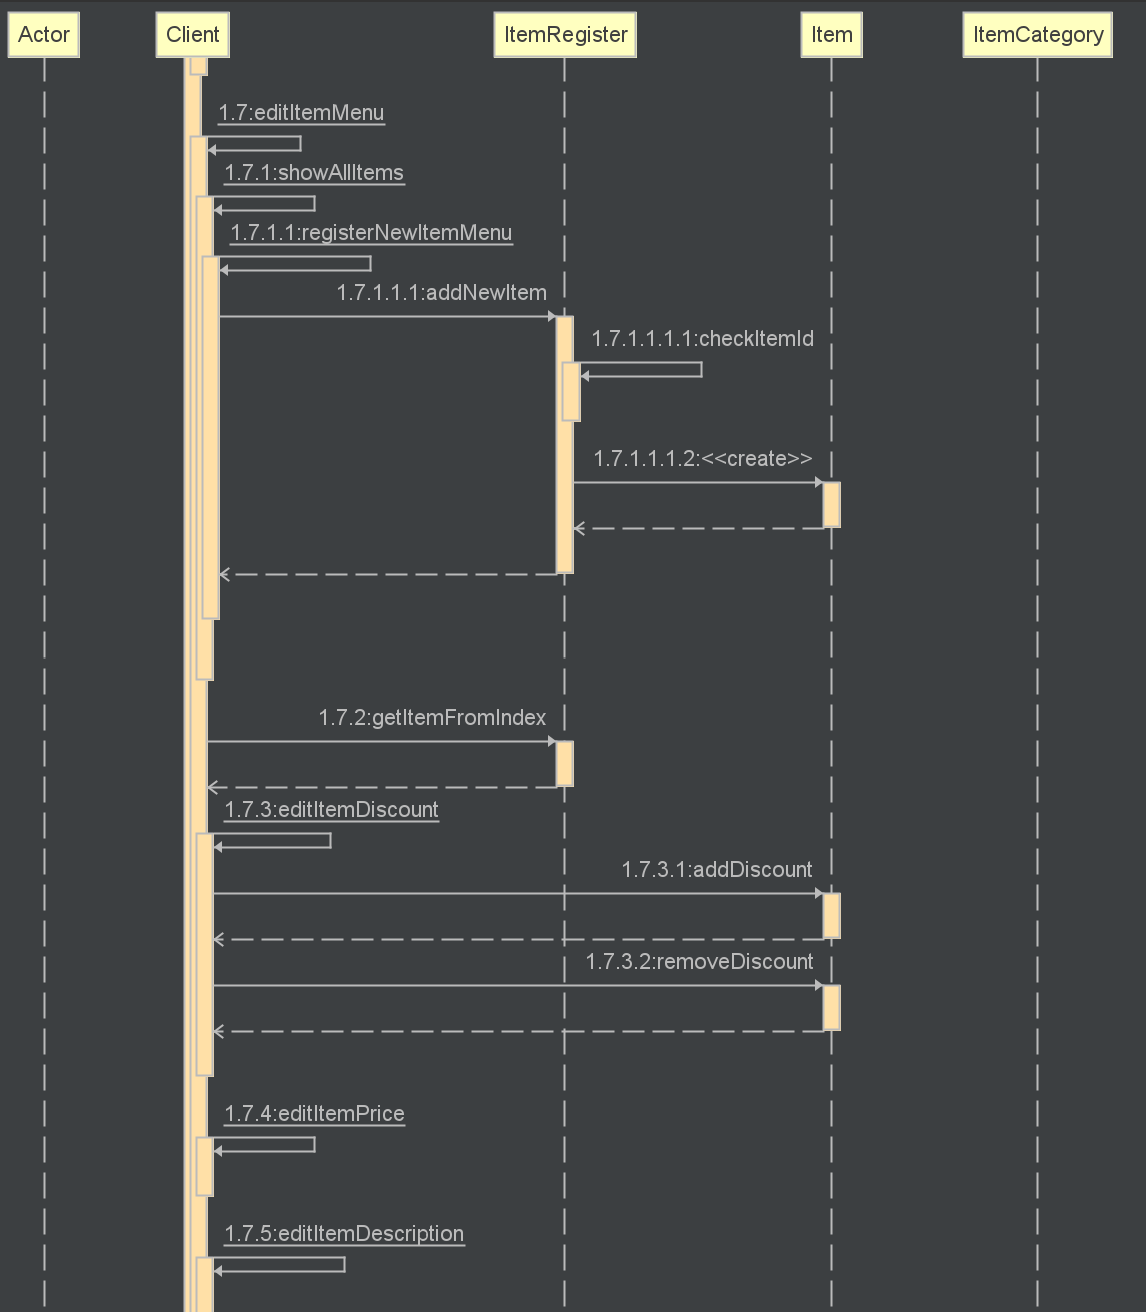 Actor
Client
ItemRegister
Item
ItemCategory
1.7:editItemMenu
1.7.1:showAllItems
1.7.1.1:registerNewItemMenu
1.7.1.1.1:addNewItem
1.7.1.1.1.1:checkItemId
1.7.1.1.1.2:<<create>>
1.7.2:getItemFromIndex
1.7.3:editItemDiscount
1.7.3.1:addDiscount
1.7.3.2:removeDiscount
1.7.4:editItemPrice
1.7.5:editItemDescription